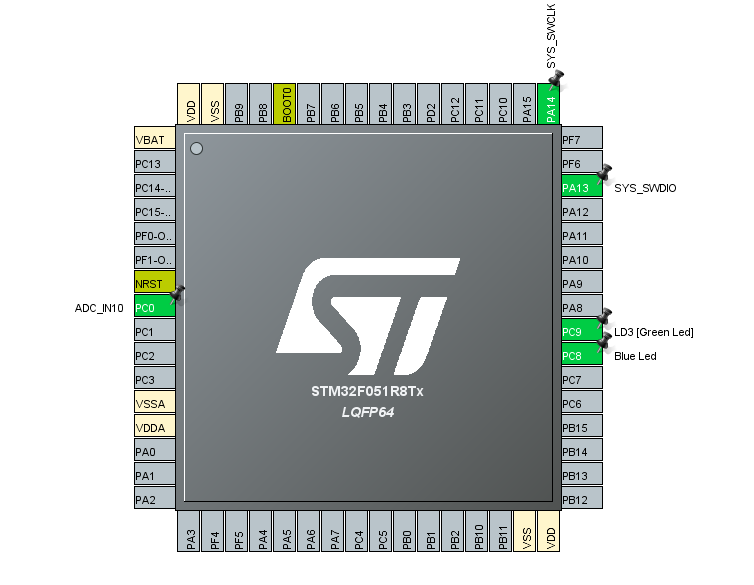 SYS_SWCLK
VDD
VSS
PB9
PB8
BOOT0
PB7
PB6
PB5
PB4
PB3
PD2
PC12
PC11
PC10
PA15
PA14
VBAT
PC13
PC14-..
PC15-..
PF0-O..
PF1-O..
NRST
ADC_IN10 PC0
PC1
PC2
PC3
VSSA
VDDA
PA0
PA1
PA2
ST
STM32F051R8Tx
LQFP64
PF7
PF6
PA13 SYS_SWDIO
PA12
PA11
PA10
PA9
PA8
PC9 LD3 [Green Led]
PC8 Blue Led
PC7
PC6
PB15
PB14
PB13
PB12
PA3
PF4
PF5
PA4
PA5
PA6
PA7
PC4
PC5
PB0
PB1
PB2
PB10
PB11
VSS
VDD